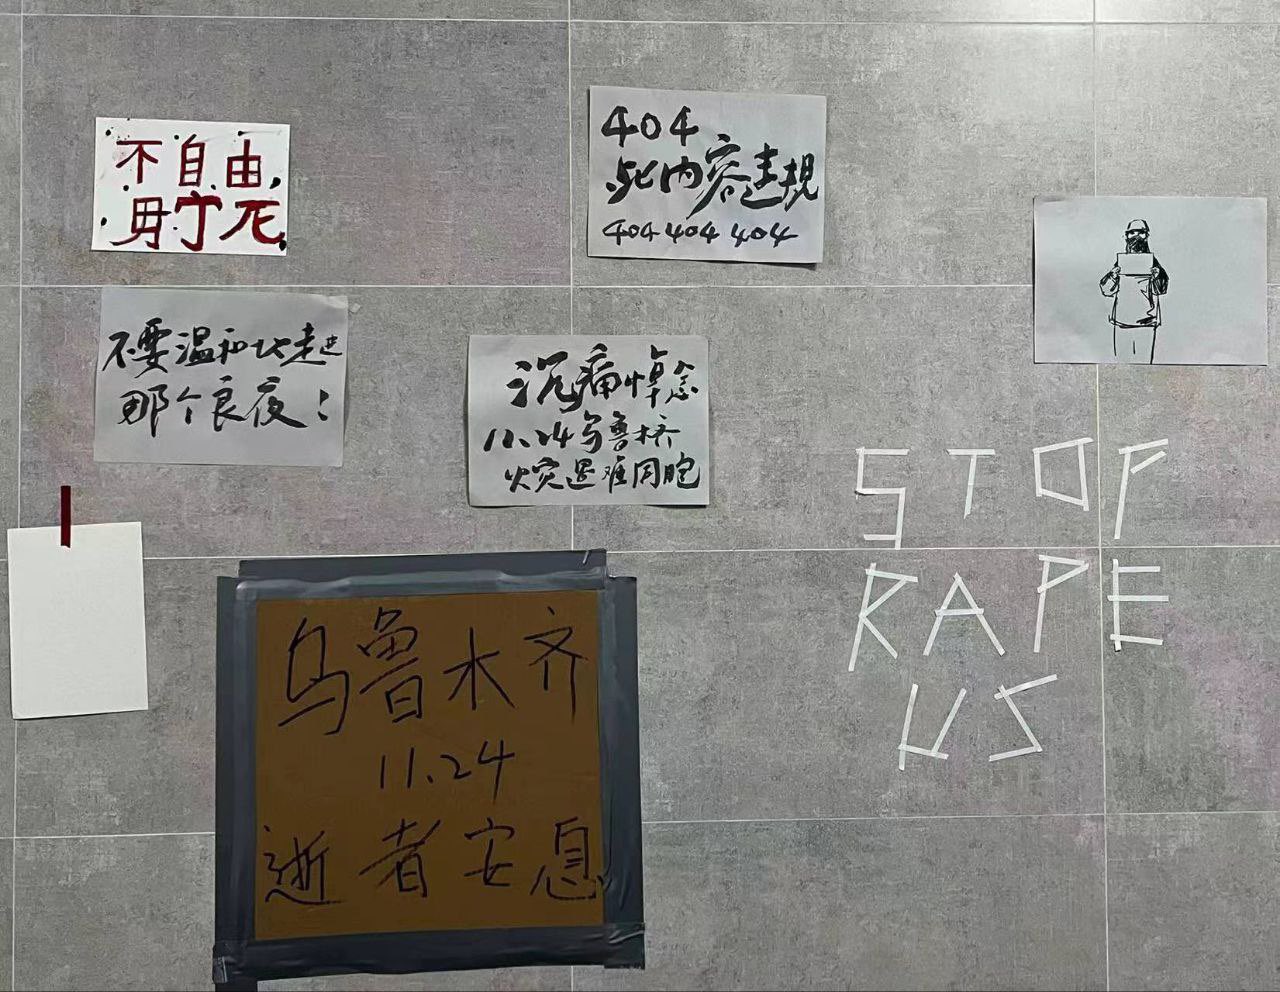 不自由,
毋宁死
404
此内容违规
404 404 404
不要温和地走进
那个良夜！
沉痛悼念
11.24乌鲁木齐
火灾遇难同胞
STOP
RAPE
US
乌鲁木齐
11.24
逝者安息